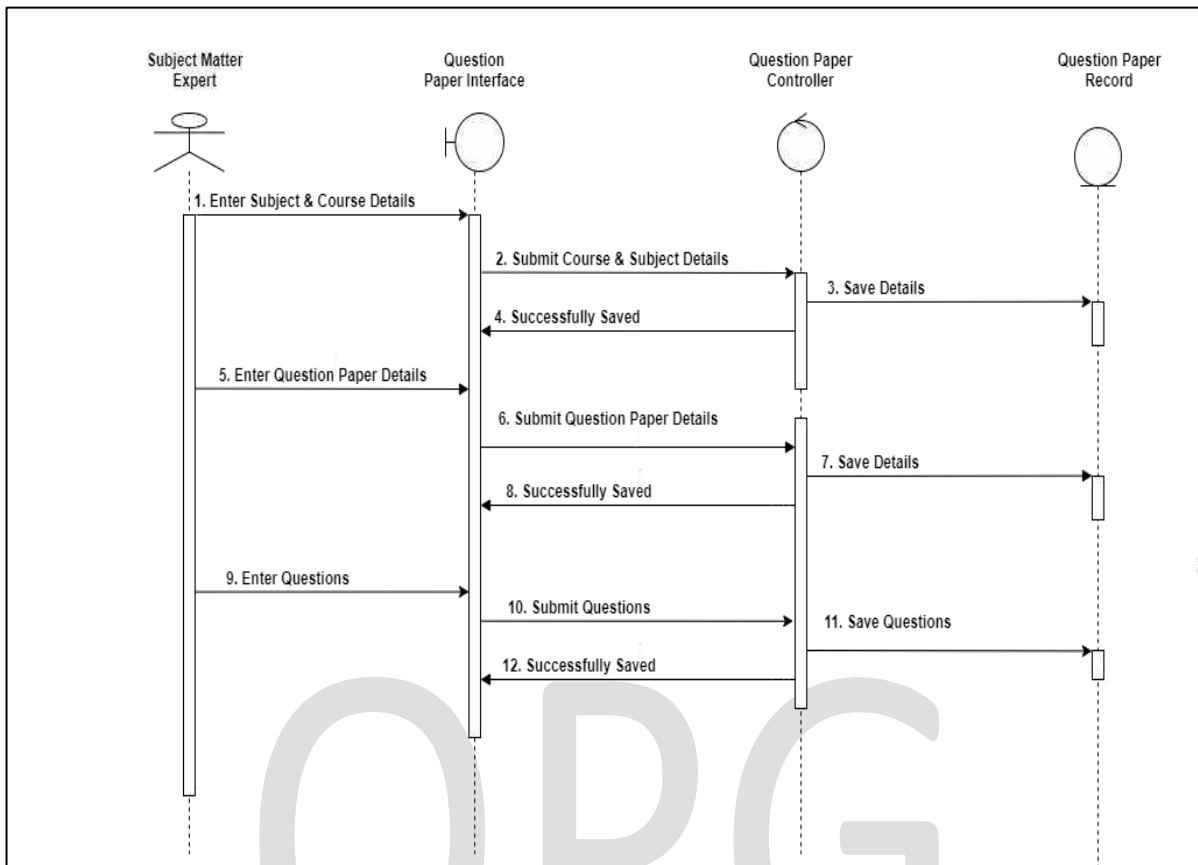 Subject Matter
Expert
Question
Paper Interface
Question Paper
Controller
Question Paper
Record
1. Enter Subject & Course Details
2. Submit Course & Subject Details
3. Save Details
4. Successfully Saved
5. Enter Question Paper Details
6. Submit Question Paper Details
7. Save Details
8. Successfully Saved
9. Enter Questions
10. Submit Questions
11. Save Questions
12. Successfully Saved
OPG